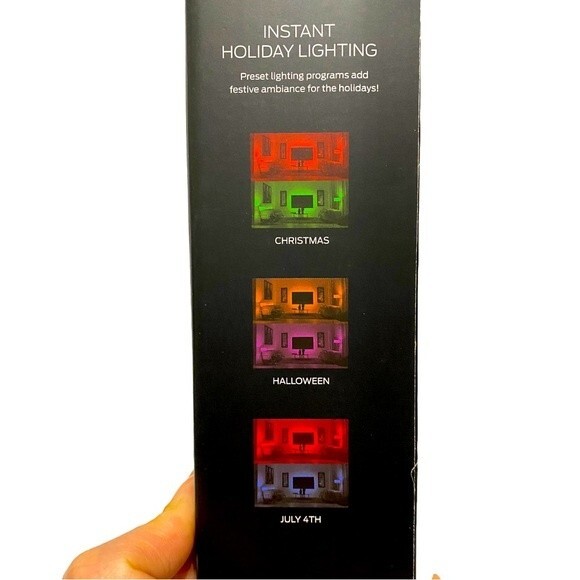 INSTANT
HOLIDAY LIGHTING
Preset lighting programs add
festive ambiance for the holidays!
CHRISTMAS
HALLOWEEN
JULY 4TH